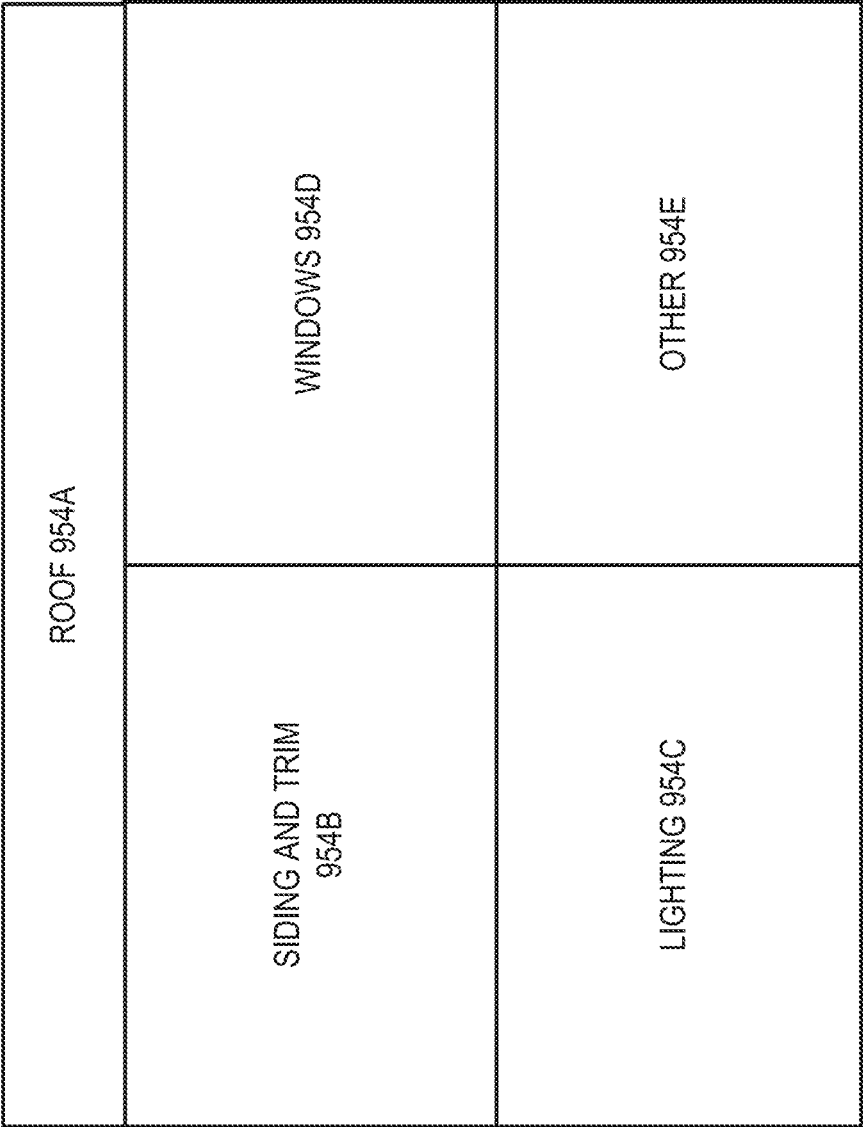 ROOF 954A
SIDING AND TRIM
954B
WINDOWS 954D
LIGHTING 954C
OTHER 954E